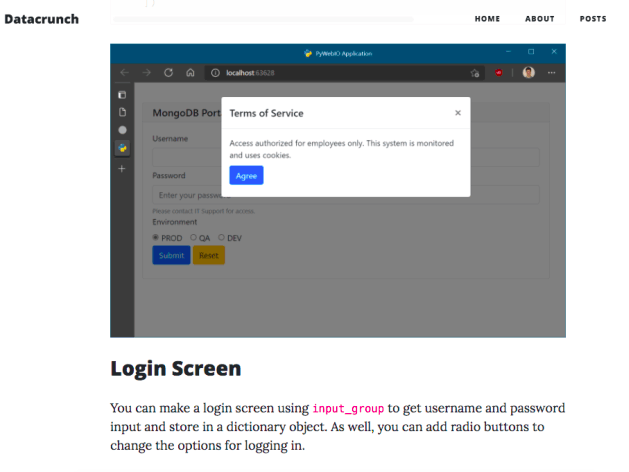 Datacrunch
HOME ABOUT POSTS
PyWebIO Application
localhost:63628
MongoDB Port
Terms of Service
×
Username
Access authorized for employees only. This system is monitored
and uses cookies.
Agree
Password
Enter your password
Please contact IT Support for access
Environment
PROD QA DEV
Submit Reset
Login Screen
You can make a login screen using input_group to get username and password
input and store in a dictionary object. As well, you can add radio buttons to
change the options for logging in.